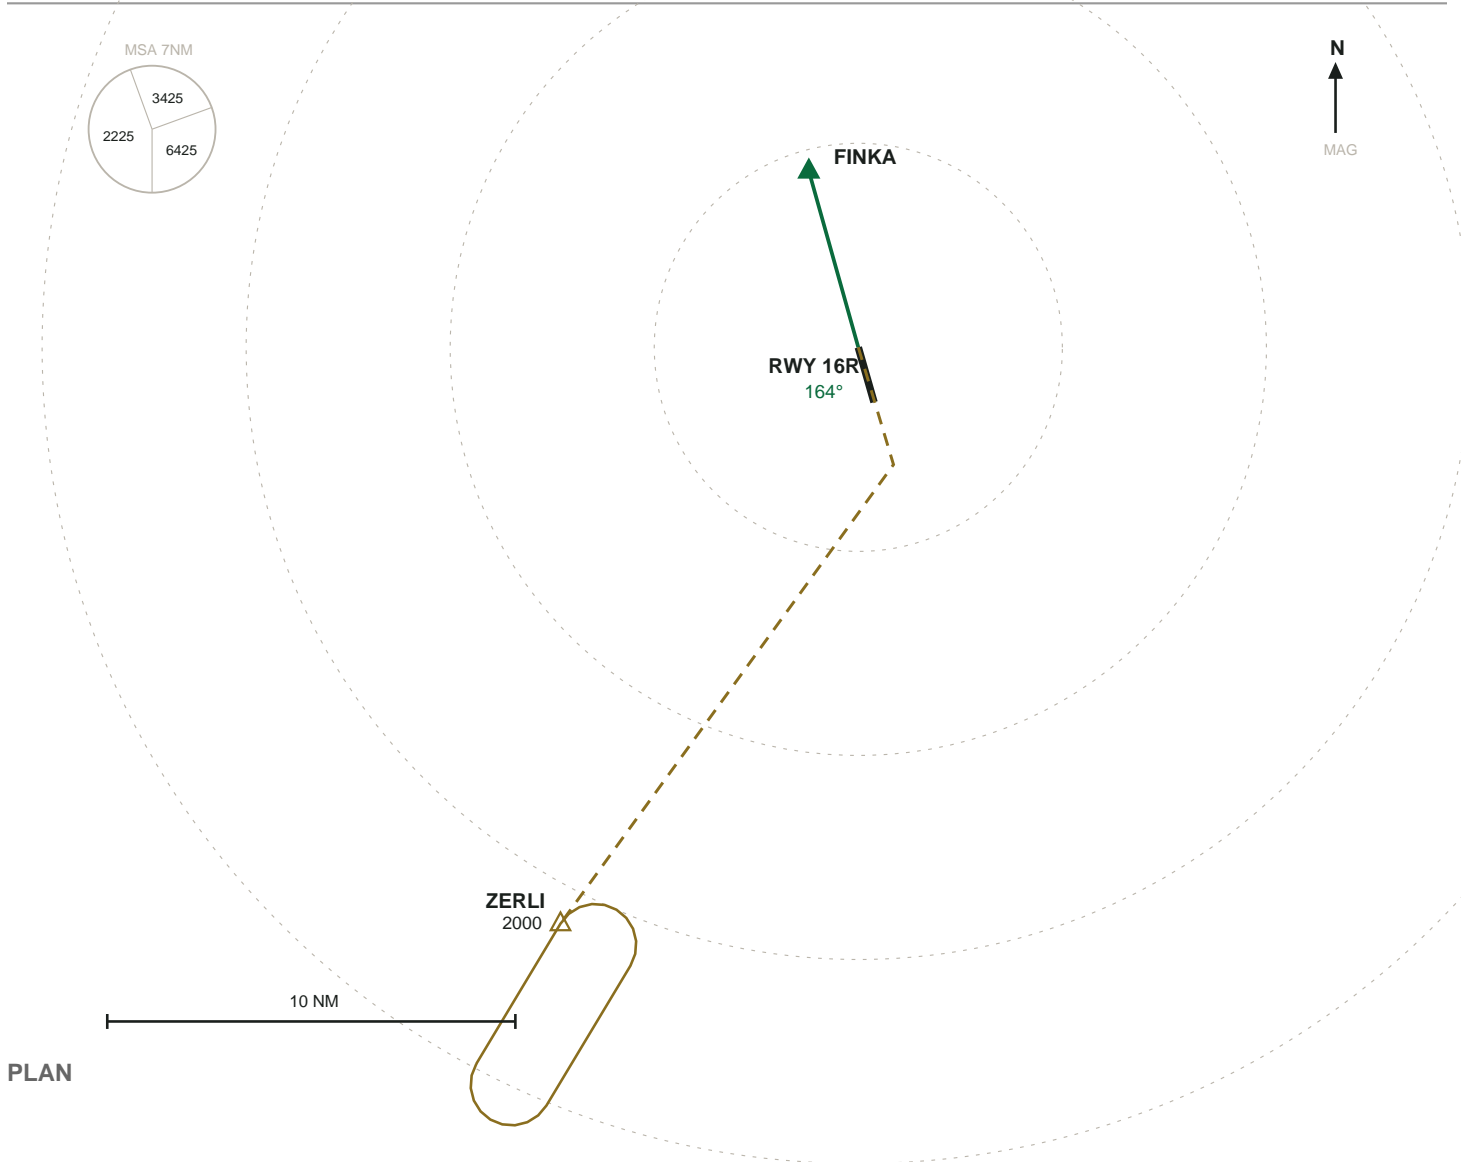 MSA 7NM
3425
2225
6425
N
MAG
FINKA
RWY 16R
164°
ZERLI
2000
10 NM
PLAN